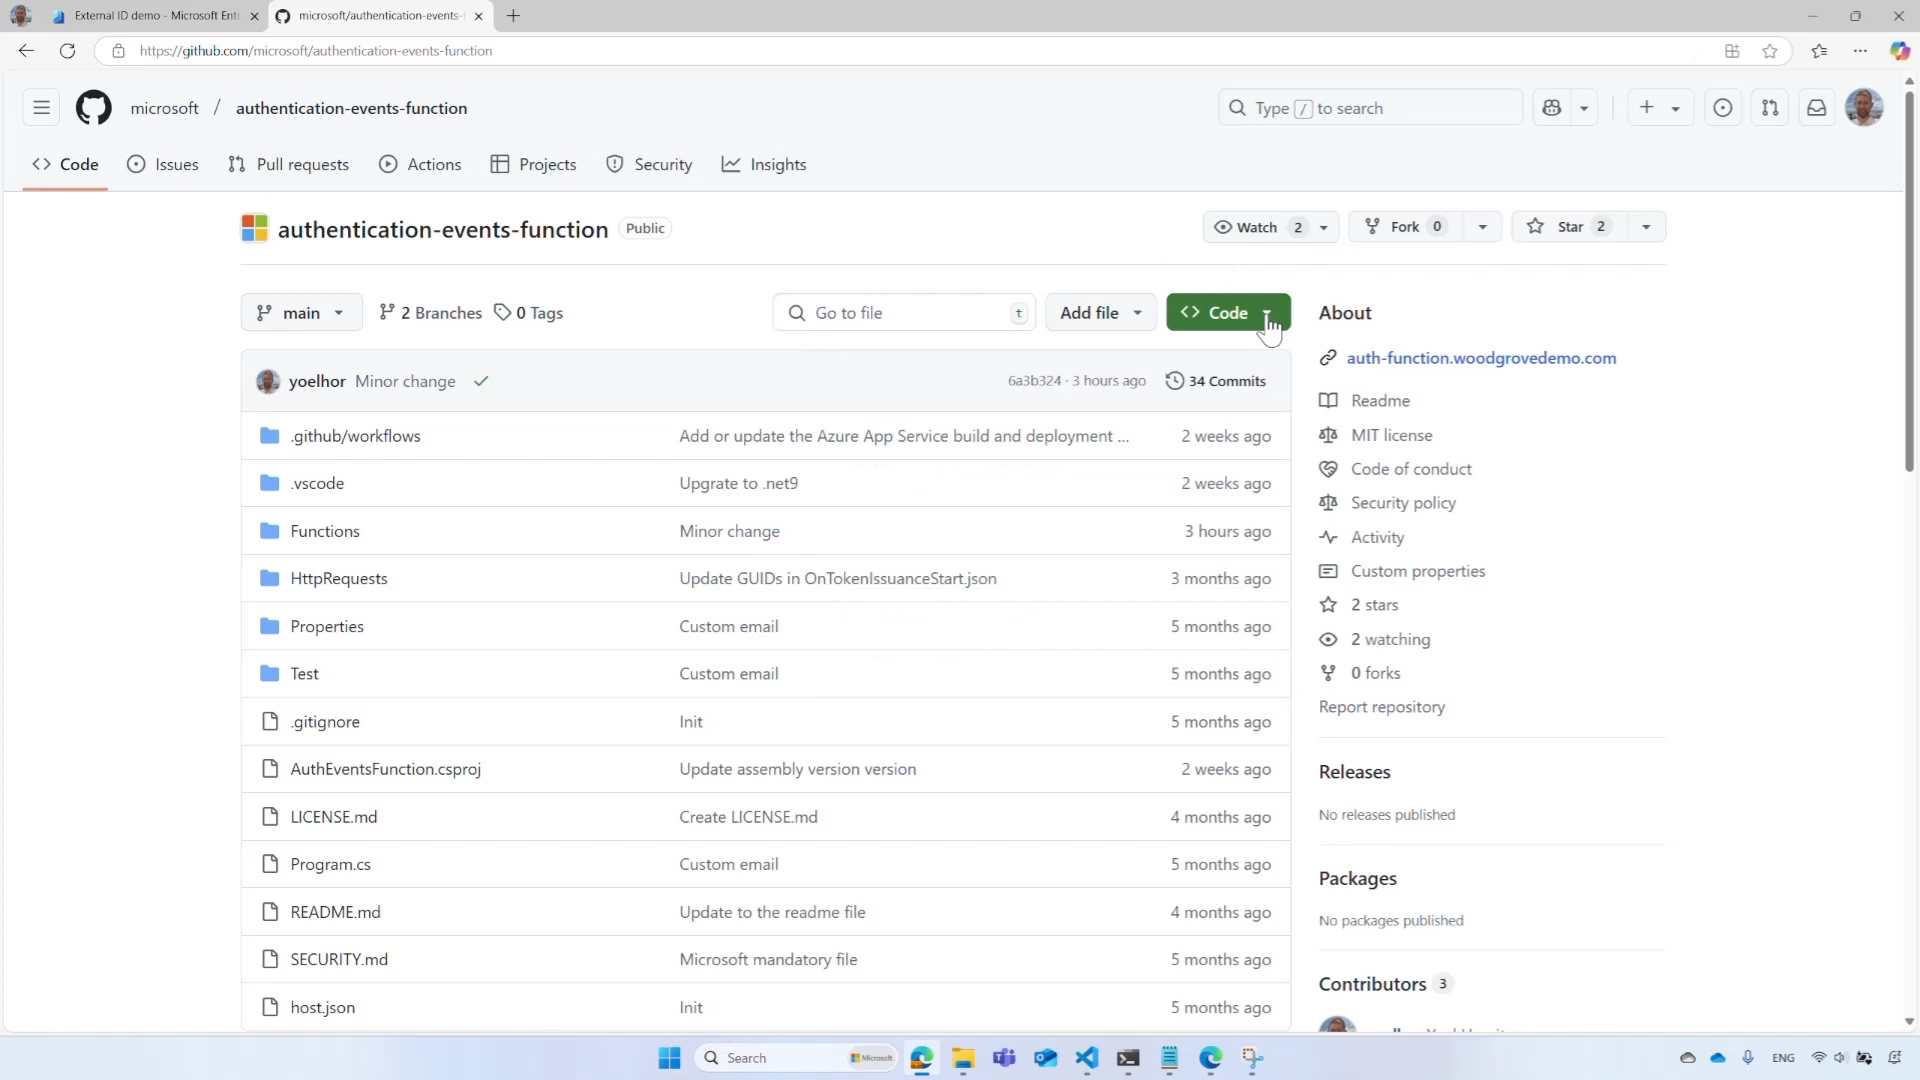 External ID demo - Microsoft Entr
microsoft/authentication-events-
https://github.com/microsoft/authentication-events-function
microsoft / authentication-events-function
Type / to search
Code
Issues
Pull requests
Actions
Projects
Security
Insights
authentication-events-function
Public
Watch 2
Fork 0
Star 2
main
2 Branches
0 Tags
Go to file
t
Add file
Code
yoelhor Minor change
6a3b324 · 3 hours ago
34 Commits
.github/workflows Add or update the Azure App Service build and deployment ... 2 weeks ago
.vscode Upgrate to .net9 2 weeks ago
Functions Minor change 3 hours ago
HttpRequests Update GUIDs in OnTokenIssuanceStart.json 3 months ago
Properties Custom email 5 months ago
Test Custom email 5 months ago
.gitignore Init 5 months ago
AuthEventsFunction.csproj Update assembly version version 2 weeks ago
LICENSE.md Create LICENSE.md 4 months ago
Program.cs Custom email 5 months ago
README.md Update to the readme file 4 months ago
SECURITY.md Microsoft mandatory file 5 months ago
host.json Init 5 months ago
About
auth-function.woodgrovedemo.com
Readme
MIT license
Code of conduct
Security policy
Activity
Custom properties
2 stars
2 watching
0 forks
Report repository
Releases
No releases published
Packages
No packages published
Contributors 3
Search
Microsoft
ENG